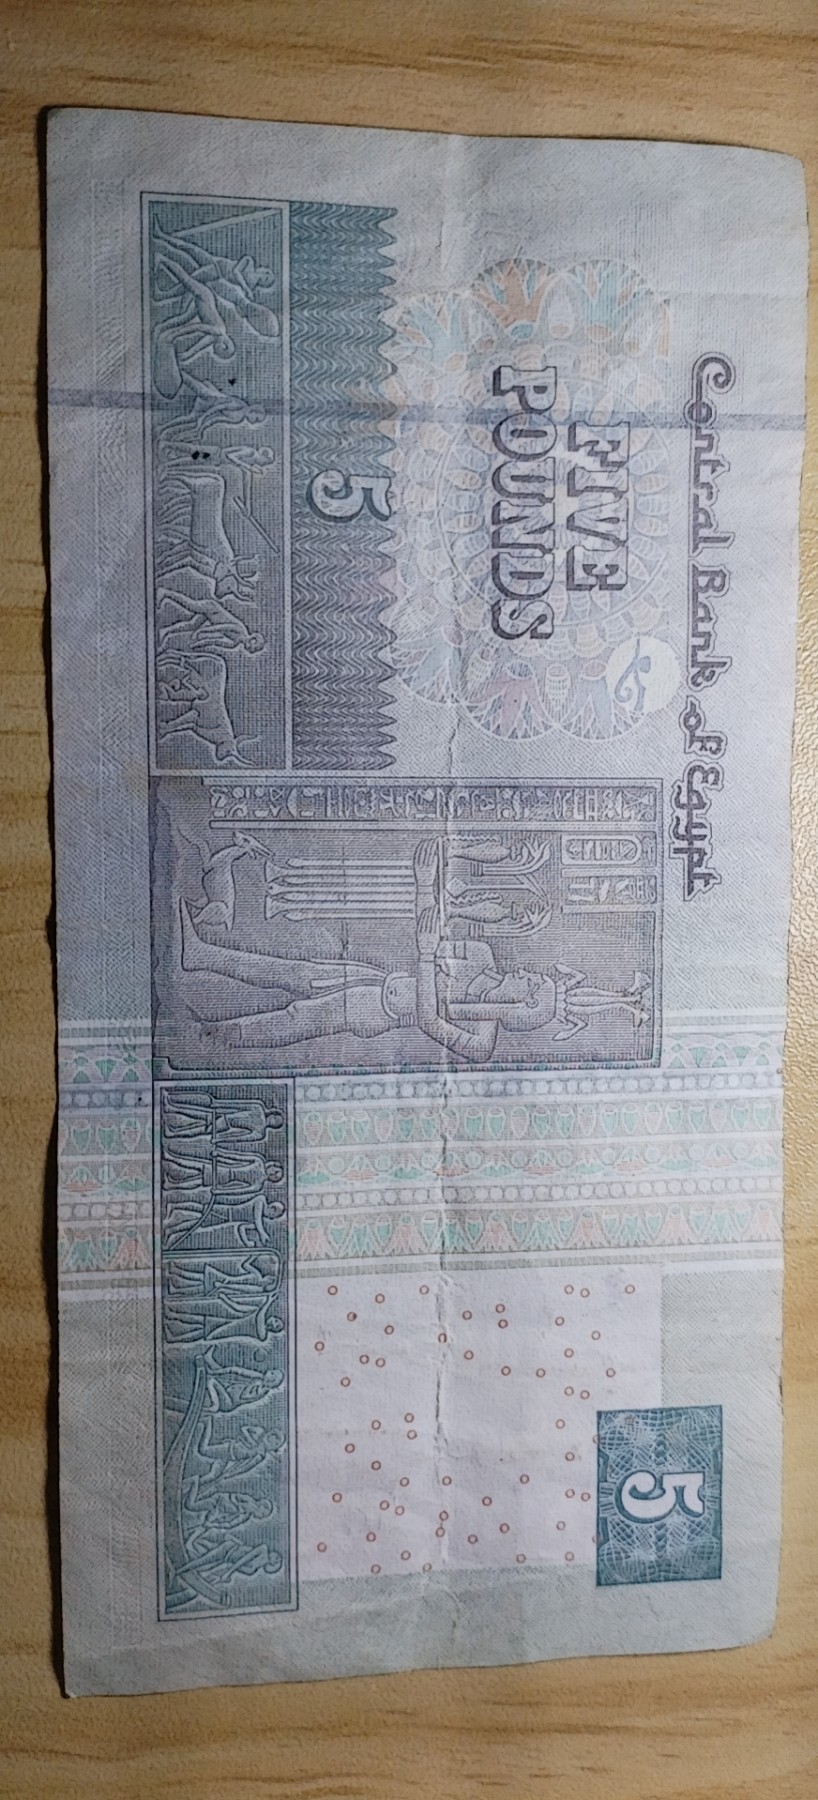 Central Bank of Egypt
FIVE
POUNDS
5
5